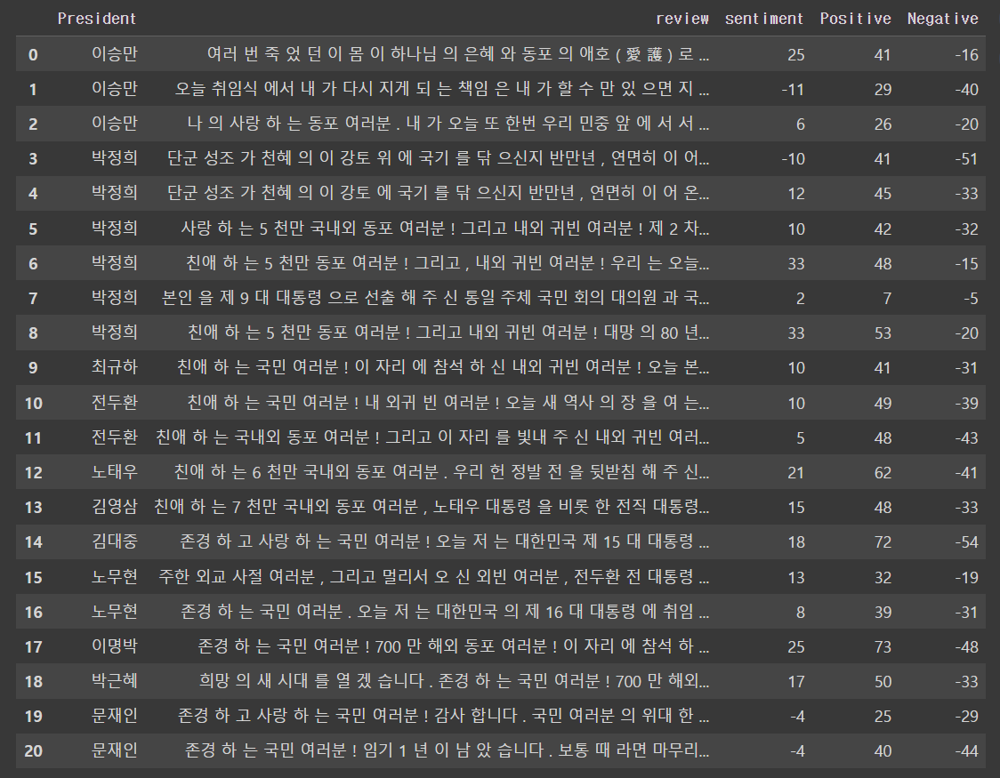 President review sentiment Positive Negative
0 이승만 여러 번 죽 었 던 이 몸 이 하나님 의 은혜 와 동포 의 애호 ( 愛 護 ) 로 ... 25 41 -16
1 이승만 오늘 취임식 에서 내 가 다시 지게 되 는 책임 은 내 가 할 수 만 있 으면 지 ... -11 29 -40
2 이승만 나 의 사랑 하 는 동포 여러분 . 내 가 오늘 또 한번 우리 민중 앞 에 서 서 ... 6 26 -20
3 박정희 단군 성조 가 천혜 의 이 강토 위 에 국기 를 닦 으신지 반만년 , 연면히 이 어... -10 41 -51
4 박정희 단군 성조 가 천혜 의 이 강토 에 국기 를 닦 으신지 반만년 , 연면히 이 어 온... 12 45 -33
5 박정희 사랑 하 는 5 천만 국내외 동포 여러분 ! 그리고 내외 귀빈 여러분 ! 제 2 차... 10 42 -32
6 박정희 친애 하 는 5 천만 동포 여러분 ! 그리고 , 내외 귀빈 여러분 ! 우리 는 오늘... 33 48 -15
7 박정희 본인 을 제 9 대 대통령 으로 선출 해 주 신 통일 주체 국민 회의 대의원 과 국... 2 7 -5
8 박정희 친애 하 는 5 천만 동포 여러분 ! 그리고 내외 귀빈 여러분 ! 대망 의 80 년... 33 53 -20
9 최규하 친애 하 는 국민 여러분 ! 이 자리 에 참석 하 신 내외 귀빈 여러분 ! 오늘 본... 10 41 -31
10 전두환 친애 하 는 국민 여러분 ! 내 외귀 빈 여러분 ! 오늘 새 역사 의 장 을 여 는... 10 49 -39
11 전두환 친애 하 는 국내외 동포 여러분 ! 그리고 이 자리 를 빛내 주 신 내외 귀빈 여러... 5 48 -43
12 노태우 친애 하 는 6 천만 국내외 동포 여러분 . 우리 헌 정발 전 을 뒷받침 해 주 신... 21 62 -41
13 김영삼 친애 하 는 7 천만 국내외 동포 여러분 , 노태우 대통령 을 비롯 한 전직 대통령... 15 48 -33
14 김대중 존경 하 고 사랑 하 는 국민 여러분 ! 오늘 저 는 대한민국 제 15 대 대통령 ... 18 72 -54
15 노무현 주한 외교 사절 여러분 , 그리고 멀리서 오 신 외빈 여러분 , 전두환 전 대통령 ... 13 32 -19
16 노무현 존경 하 는 국민 여러분 . 오늘 저 는 대한민국 의 제 16 대 대통령 에 취임 ... 8 39 -31
17 이명박 존경 하 는 국민 여러분 ! 700 만 해외 동포 여러분 ! 이 자리 에 참석 하 ... 25 73 -48
18 박근혜 희망 의 새 시대 를 열 겠 습니다 . 존경 하 는 국민 여러분 ! 700 만 해외... 17 50 -33
19 문재인 존경 하 고 사랑 하 는 국민 여러분 ! 감사 합니다 . 국민 여러분 의 위대 한 ... -4 25 -29
20 문재인 존경 하 는 국민 여러분 ! 임기 1 년 이 남 았 습니다 . 보통 때 라면 마무리... -4 40 -44